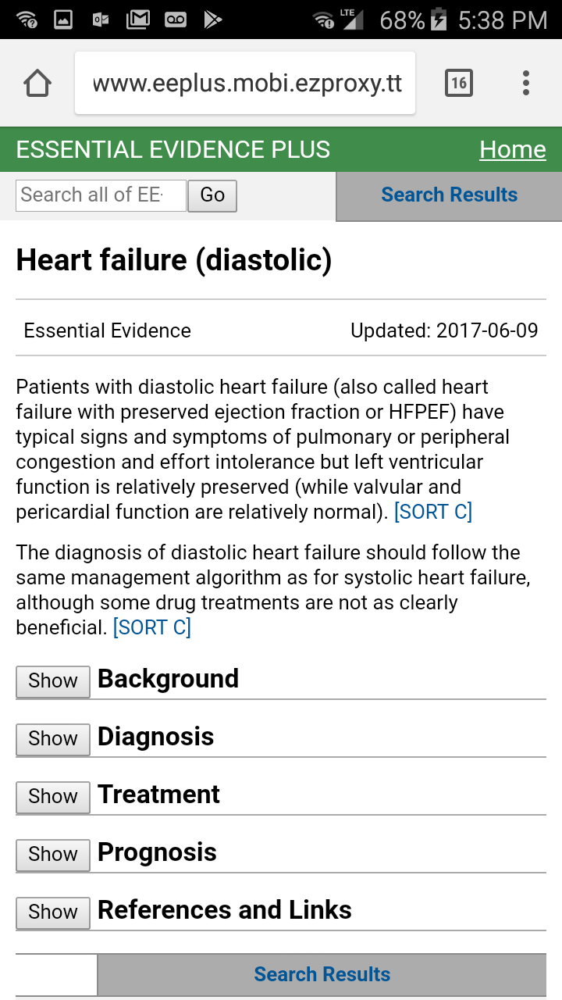 LTE 68% 5:38 PM
www.eeplus.mobi.ezproxy.tt
16
ESSENTIAL EVIDENCE PLUS Home
Search all of EE Go Search Results
Heart failure (diastolic)
Essential Evidence Updated: 2017-06-09
Patients with diastolic heart failure (also called heart
failure with preserved ejection fraction or HFPEF) have
typical signs and symptoms of pulmonary or peripheral
congestion and effort intolerance but left ventricular
function is relatively preserved (while valvular and
pericardial function are relatively normal). [SORT C]
The diagnosis of diastolic heart failure should follow the
same management algorithm as for systolic heart failure,
although some drug treatments are not as clearly
beneficial. [SORT C]
Show Background
Show Diagnosis
Show Treatment
Show Prognosis
Show References and Links
Search Results